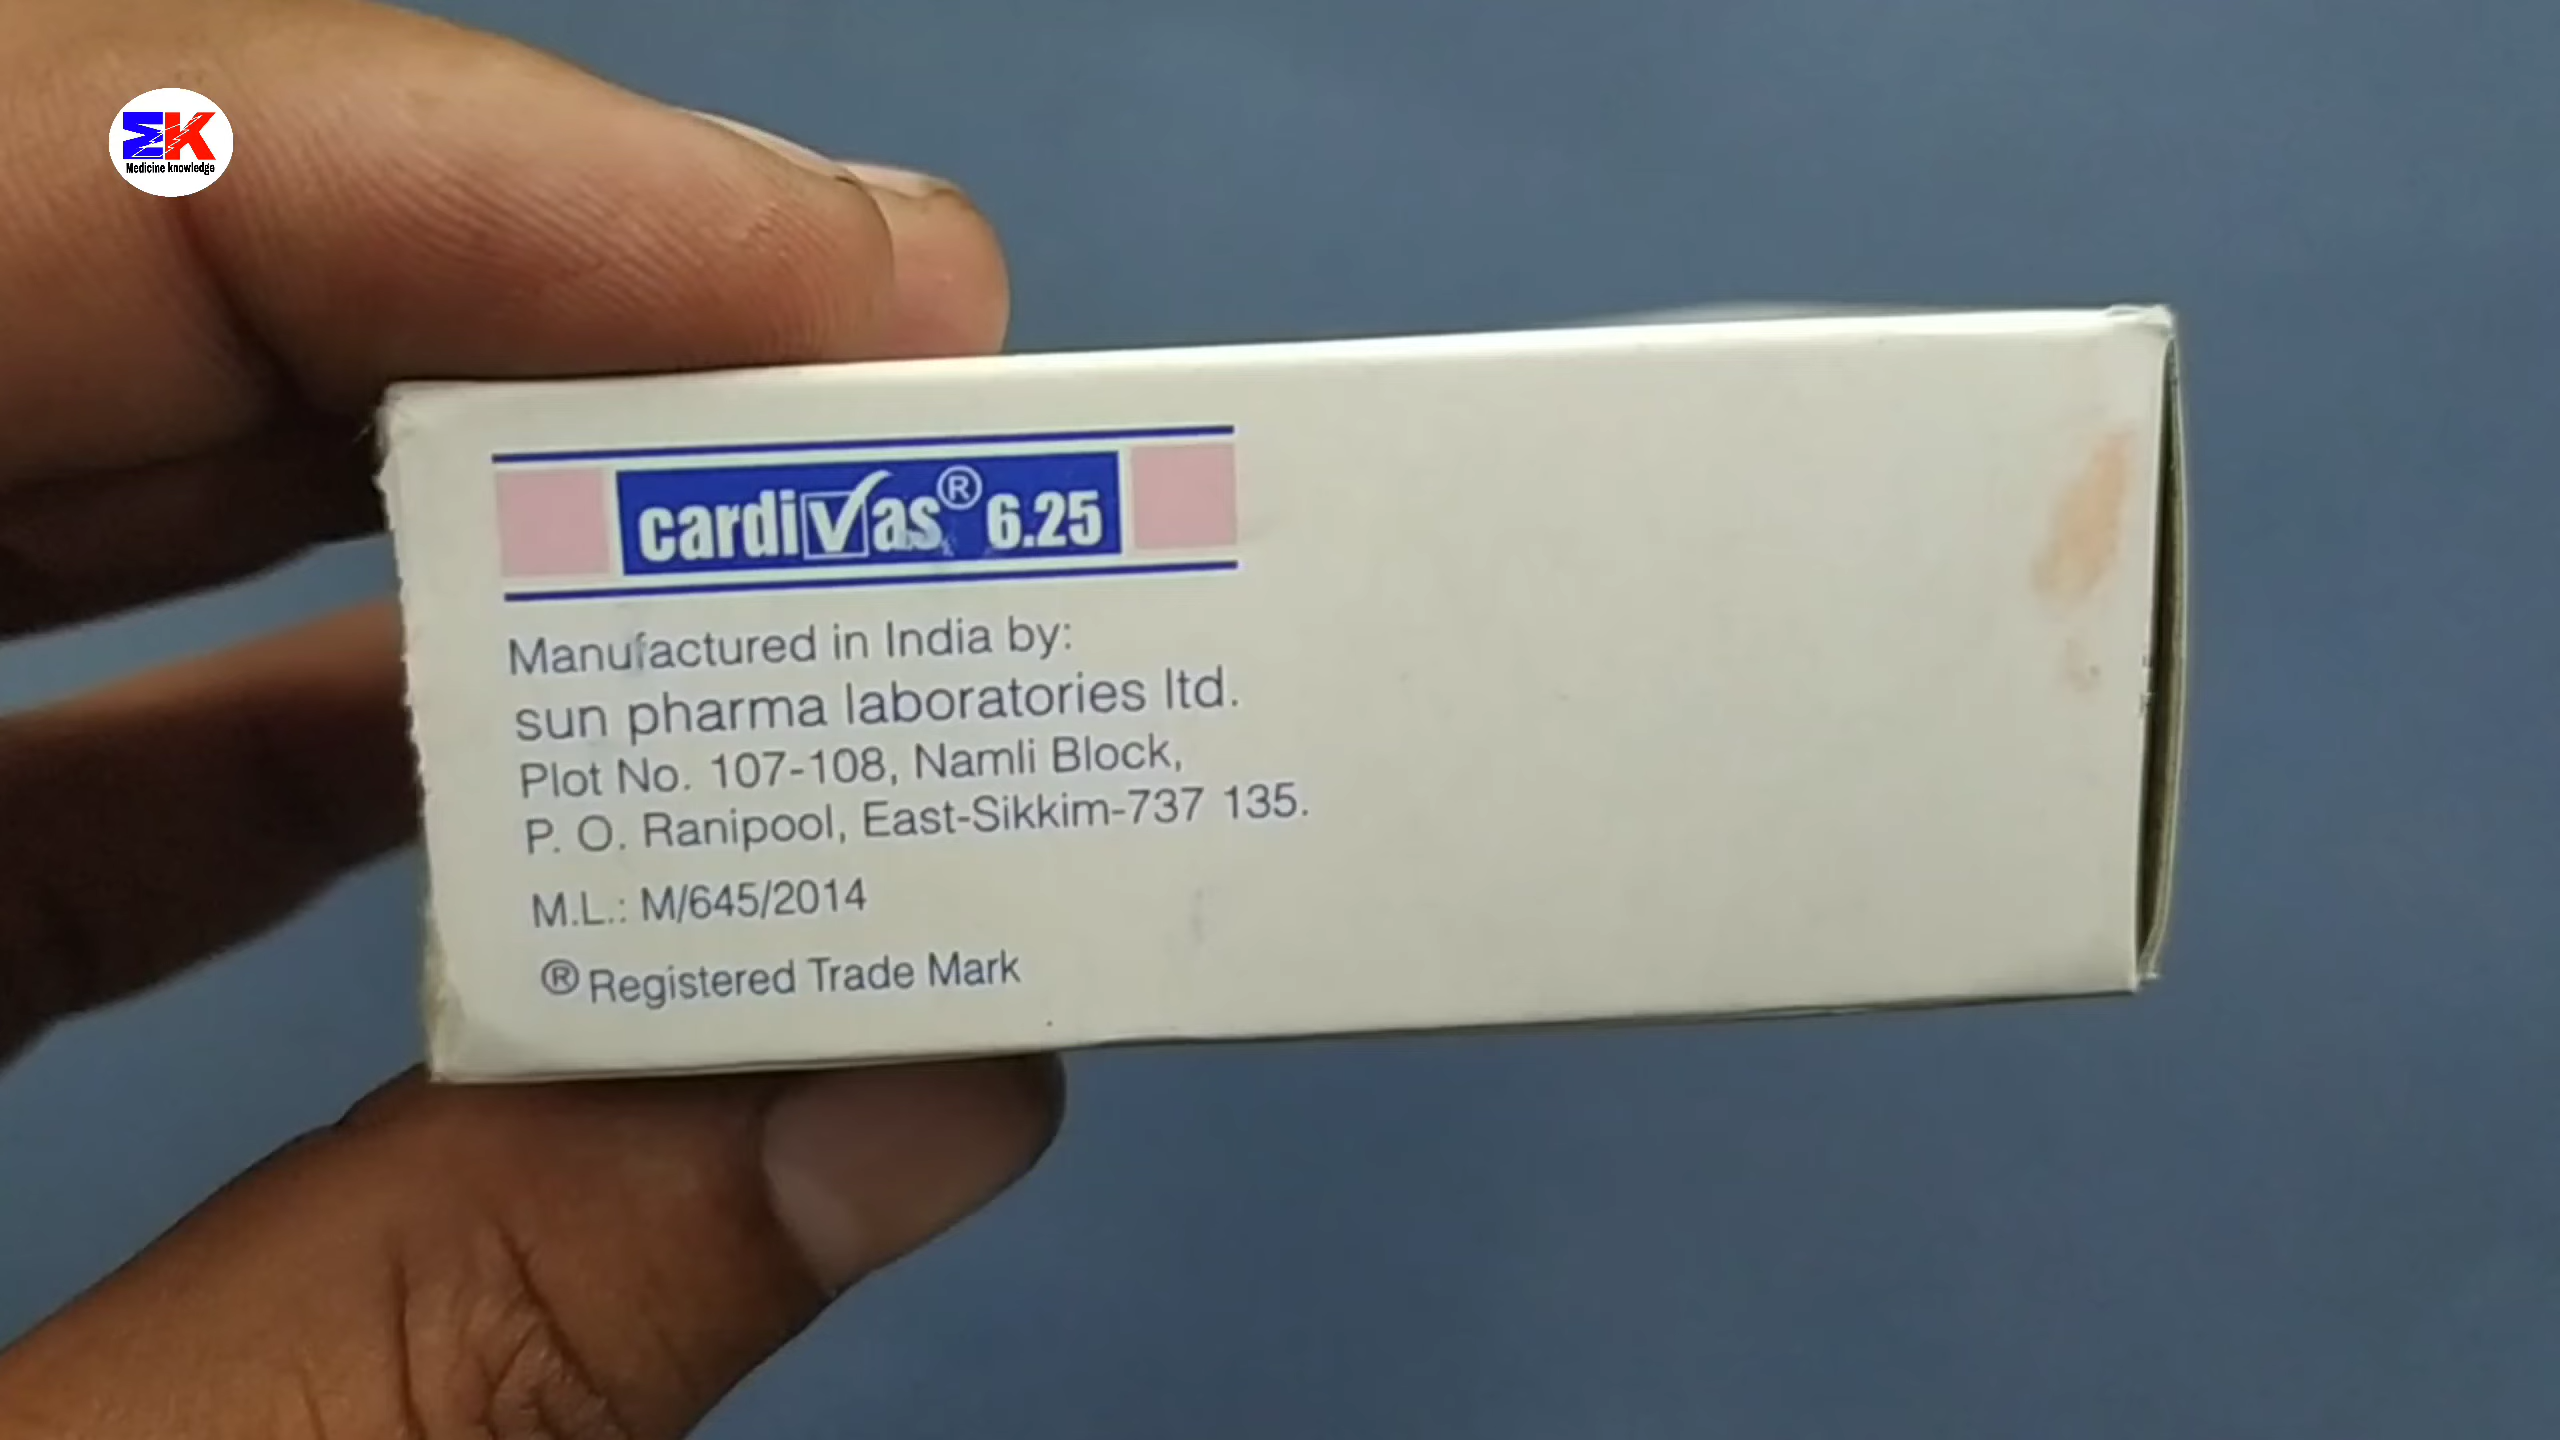 MK
Medicine knowledge
cardivas® 6.25
Manufactured in India by:
sun pharma laboratories ltd.
Plot No. 107-108, Namli Block,
P. O. Ranipool, East-Sikkim-737 135.
M.L.: M/645/2014
® Registered Trade Mark